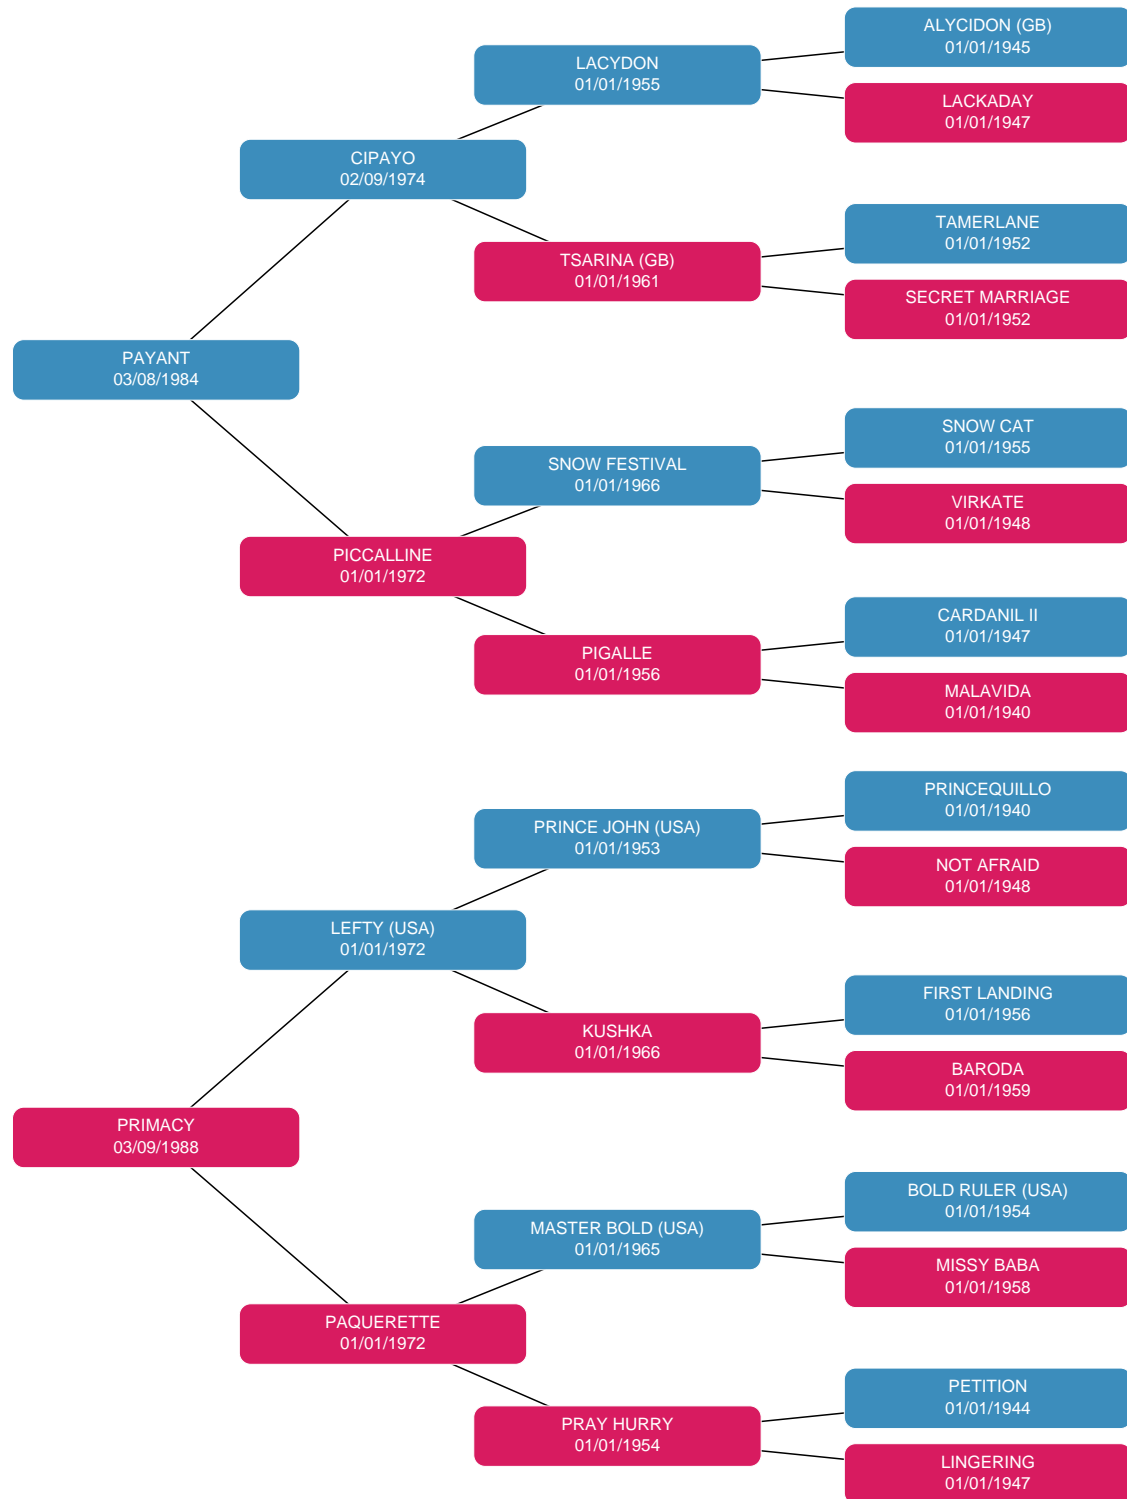 ALYCIDON (GB)
01/01/1945
LACYDON
01/01/1955
LACKADAY
01/01/1947
CIPAYO
02/09/1974
TAMERLANE
01/01/1952
TSARINA (GB)
01/01/1961
SECRET MARRIAGE
01/01/1952
PAYANT
03/08/1984
SNOW CAT
01/01/1955
SNOW FESTIVAL
01/01/1966
VIRKATE
01/01/1948
PICCALLINE
01/01/1972
CARDANIL II
01/01/1947
PIGALLE
01/01/1956
MALAVIDA
01/01/1940
PRINCEQUILLO
01/01/1940
PRINCE JOHN (USA)
01/01/1953
NOT AFRAID
01/01/1948
LEFTY (USA)
01/01/1972
FIRST LANDING
01/01/1956
KUSHKA
01/01/1966
BARODA
01/01/1959
PRIMACY
03/09/1988
BOLD RULER (USA)
01/01/1954
MASTER BOLD (USA)
01/01/1965
MISSY BABA
01/01/1958
PAQUERETTE
01/01/1972
PETITION
01/01/1944
PRAY HURRY
01/01/1954
LINGERING
01/01/1947